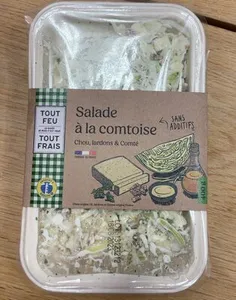 TOUT
FEU
TOUT
FRAIS
Salade
à la comtoise
Chou, lardons & Comté
SANS
ADDITIFS